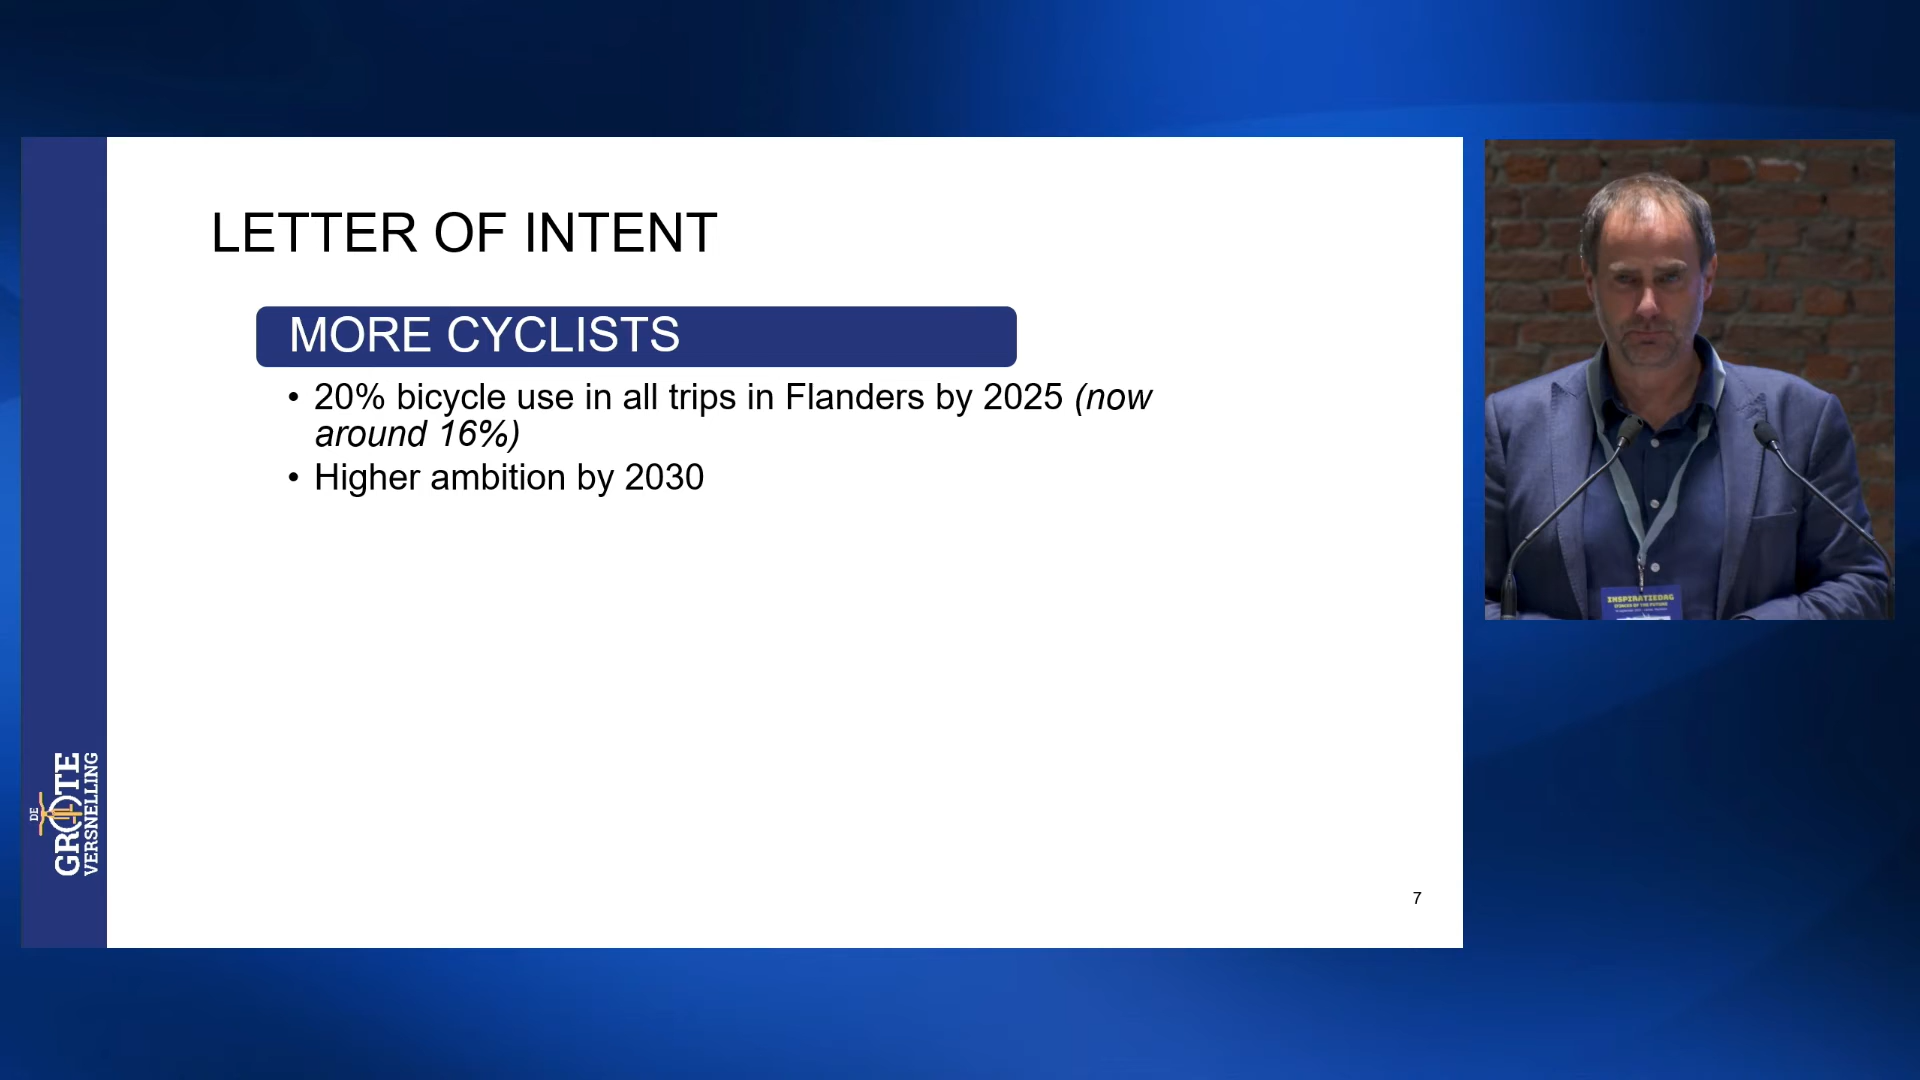 LETTER OF INTENT
MORE CYCLISTS
• 20% bicycle use in all trips in Flanders by 2025 (now
around 16%)
• Higher ambition by 2030
DE
GROTE
VERSNELLING
7
INSPIRATIEDAG